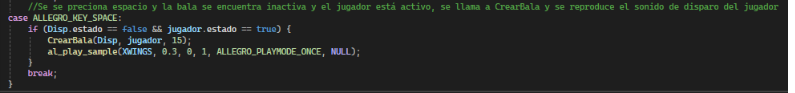 //Se se preciona espacio y la bala se encuentra inactiva y el jugador está activo, se llama a CrearBala y se reproduce el sonido de disparo del jugador
case ALLEGRO_KEY_SPACE:
if (Disp.estado == false && jugador.estado == true) {
CrearBala(Disp, jugador, 15);
al_play_sample(XWINGS, 0.3, 0, 1, ALLEGRO_PLAYMODE_ONCE, NULL);
}
break;
}